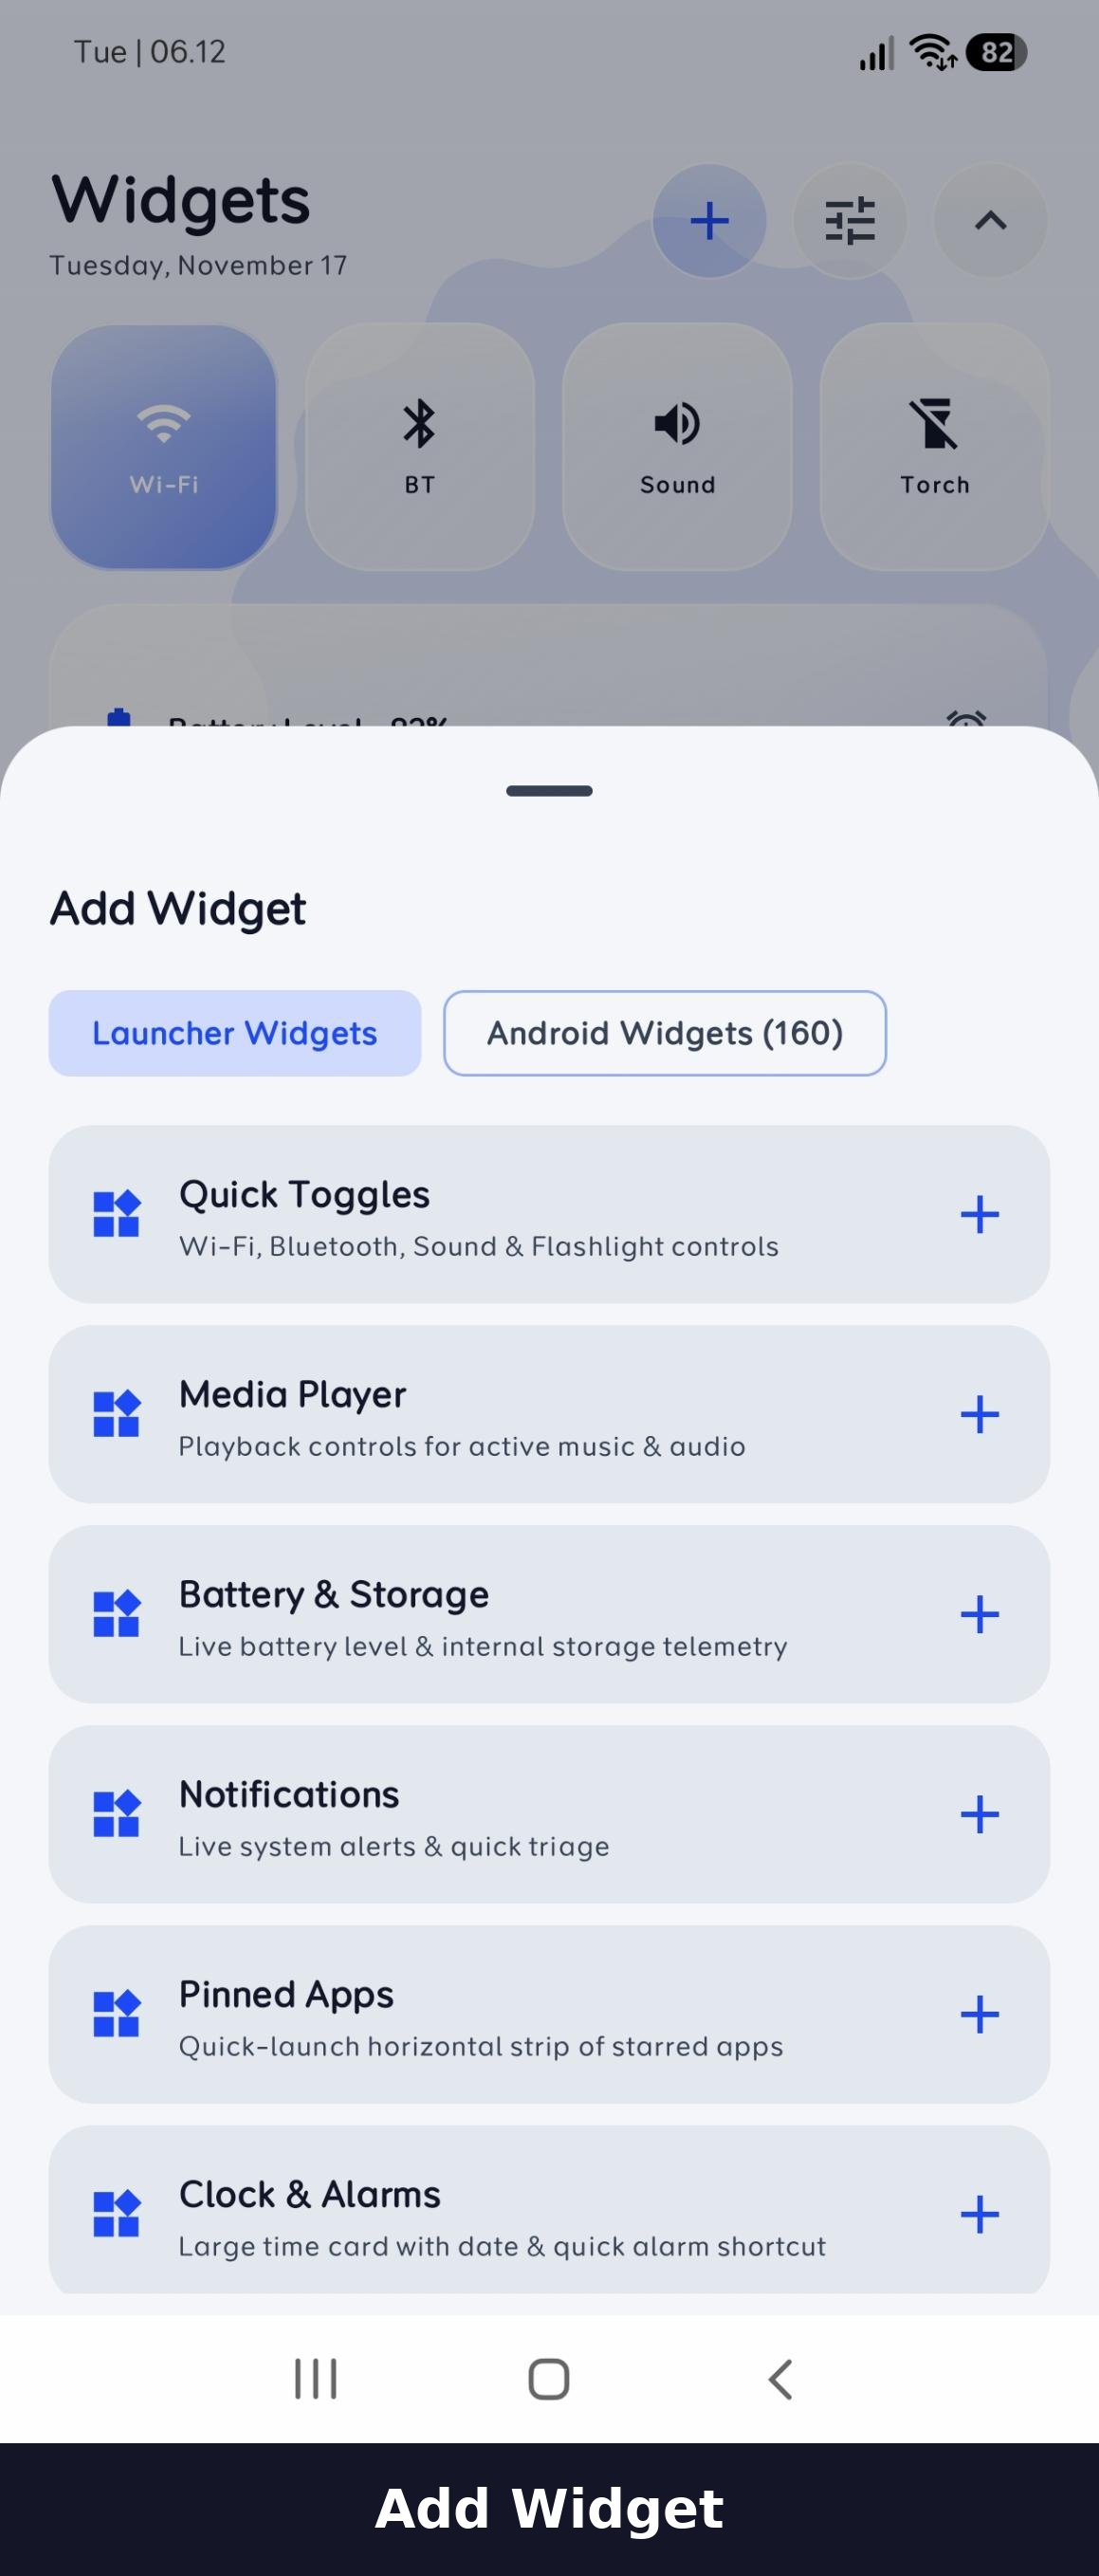 Tue | 06.12
82
Widgets
Tuesday, November 17
Wi-Fi
BT
Sound
Torch
Battery Level
Add Widget
Launcher Widgets
Android Widgets (160)
Quick Toggles
Wi-Fi, Bluetooth, Sound & Flashlight controls
Media Player
Playback controls for active music & audio
Battery & Storage
Live battery level & internal storage telemetry
Notifications
Live system alerts & quick triage
Pinned Apps
Quick-launch horizontal strip of starred apps
Clock & Alarms
Large time card with date & quick alarm shortcut
Add Widget